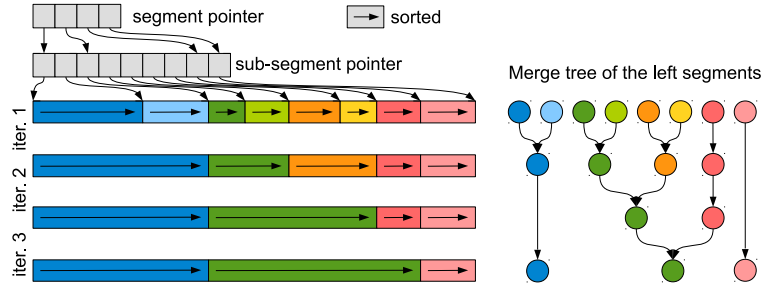 segment pointer
sorted
sub-segment pointer
Merge tree of the left segments
iter. 1
iter. 2
iter. 3